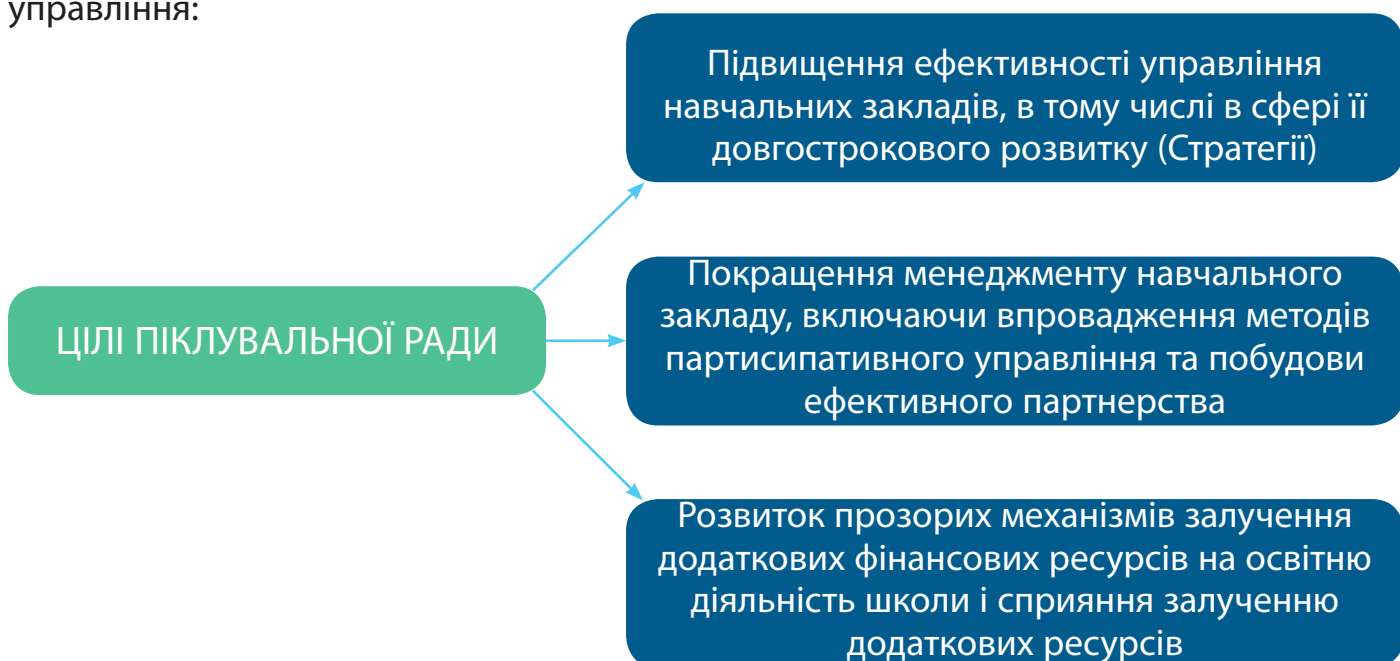 управління:
Підвищення ефективності управління
навчальних закладів, в тому числі в сфері її
довгострокового розвитку (Стратегії)
ЦІЛІ ПІКЛУВАЛЬНОЇ РАДИ
Покращення менеджменту навчального
закладу, включаючи впровадження методів
партисипативного управління та побудови
ефективного партнерства
Розвиток прозорих механізмів залучення
додаткових фінансових ресурсів на освітню
діяльність школи і сприяння залученню
додаткових ресурсів